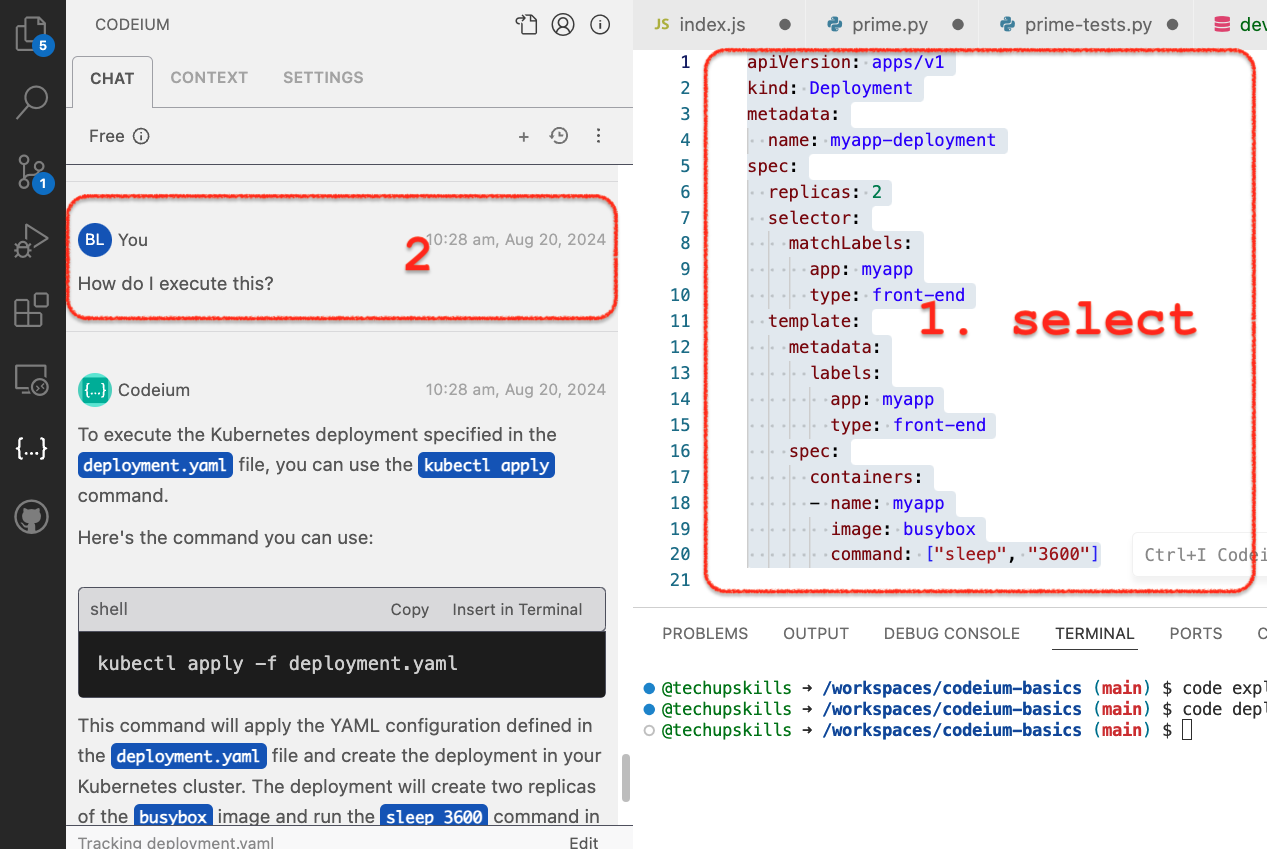 CODEIUM
CHAT CONTEXT SETTINGS
Free
5
1
BL You 10:28 am, Aug 20, 2024
2
How do I execute this?
{...} Codeium 10:28 am, Aug 20, 2024
To execute the Kubernetes deployment specified in the
deployment.yaml file, you can use the kubectl apply
command.
Here's the command you can use:
shell Copy Insert in Terminal
kubectl apply -f deployment.yaml
This command will apply the YAML configuration defined in
the deployment.yaml file and create the deployment in your
Kubernetes cluster. The deployment will create two replicas
of the busybox image and run the sleep 3600 command in
Tracking deployment.yaml Edit
JS index.js prime.py prime-tests.py
1 apiVersion: apps/v1
2 kind: Deployment
3 metadata:
4 name: myapp-deployment
5 spec:
6 replicas: 2
7 selector:
8 matchLabels:
9 app: myapp
10 type: front-end
11 template:
12 metadata:
13 labels:
14 app: myapp
15 type: front-end
16 spec:
17 containers:
18 - name: myapp
19 image: busybox
20 command: ["sleep", "3600"]
21
1. select
Ctrl+I
PROBLEMS OUTPUT DEBUG CONSOLE TERMINAL PORTS
@techupskills ➜ /workspaces/codeium-basics (main) $ code
@techupskills ➜ /workspaces/codeium-basics (main) $ code
@techupskills ➜ /workspaces/codeium-basics (main) $